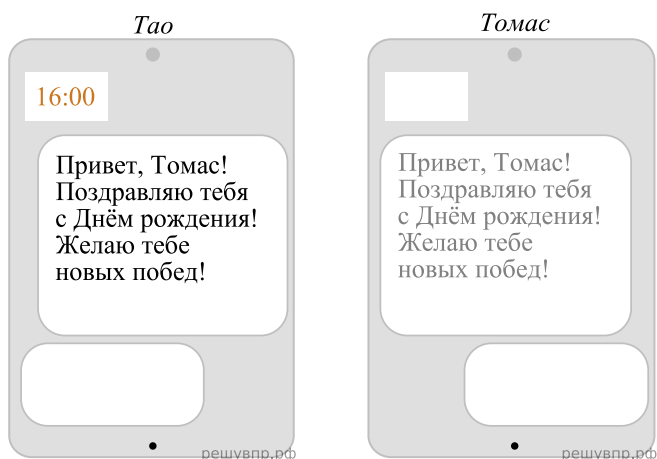 Тао
16:00
Привет, Томас!
Поздравляю тебя
с Днём рождения!
Желаю тебе
новых побед!
решувпр.рф
Томас
Привет, Томас!
Поздравляю тебя
с Днём рождения!
Желаю тебе
новых побед!
решувпр.рф